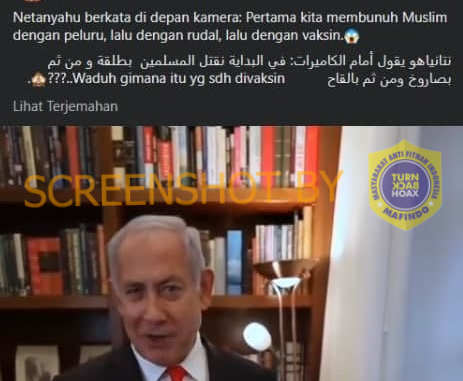 Netanyahu berkata di depan kamera: Pertama kita membunuh Muslim
dengan peluru, lalu dengan rudal, lalu dengan vaksin.😱
نتانياهو يقول أمام الكاميرات: في البداية نقتل المسلمين بطلقة و من ثم
بصاروخ ومن ثم بالقاح Waduh gimana itu yg sdh divaksin..???🙈.
Lihat Terjemahan
SCREENSHOT BY
MASYARAKAT ANTI FITNAH INDONESIA
TURN
BACK
HOAX
MAFINDO